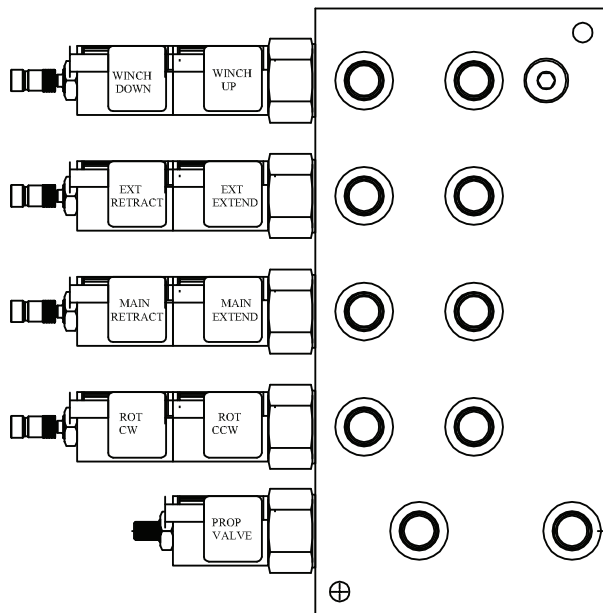 WINCH
DOWN
WINCH
UP
EXT
RETRACT
EXT
EXTEND
MAIN
RETRACT
MAIN
EXTEND
ROT
CW
ROT
CCW
PROP
VALVE